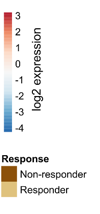 3
2
1
0
-1
-2
-3
-4
log2 expression
Response
Non-responder
Responder